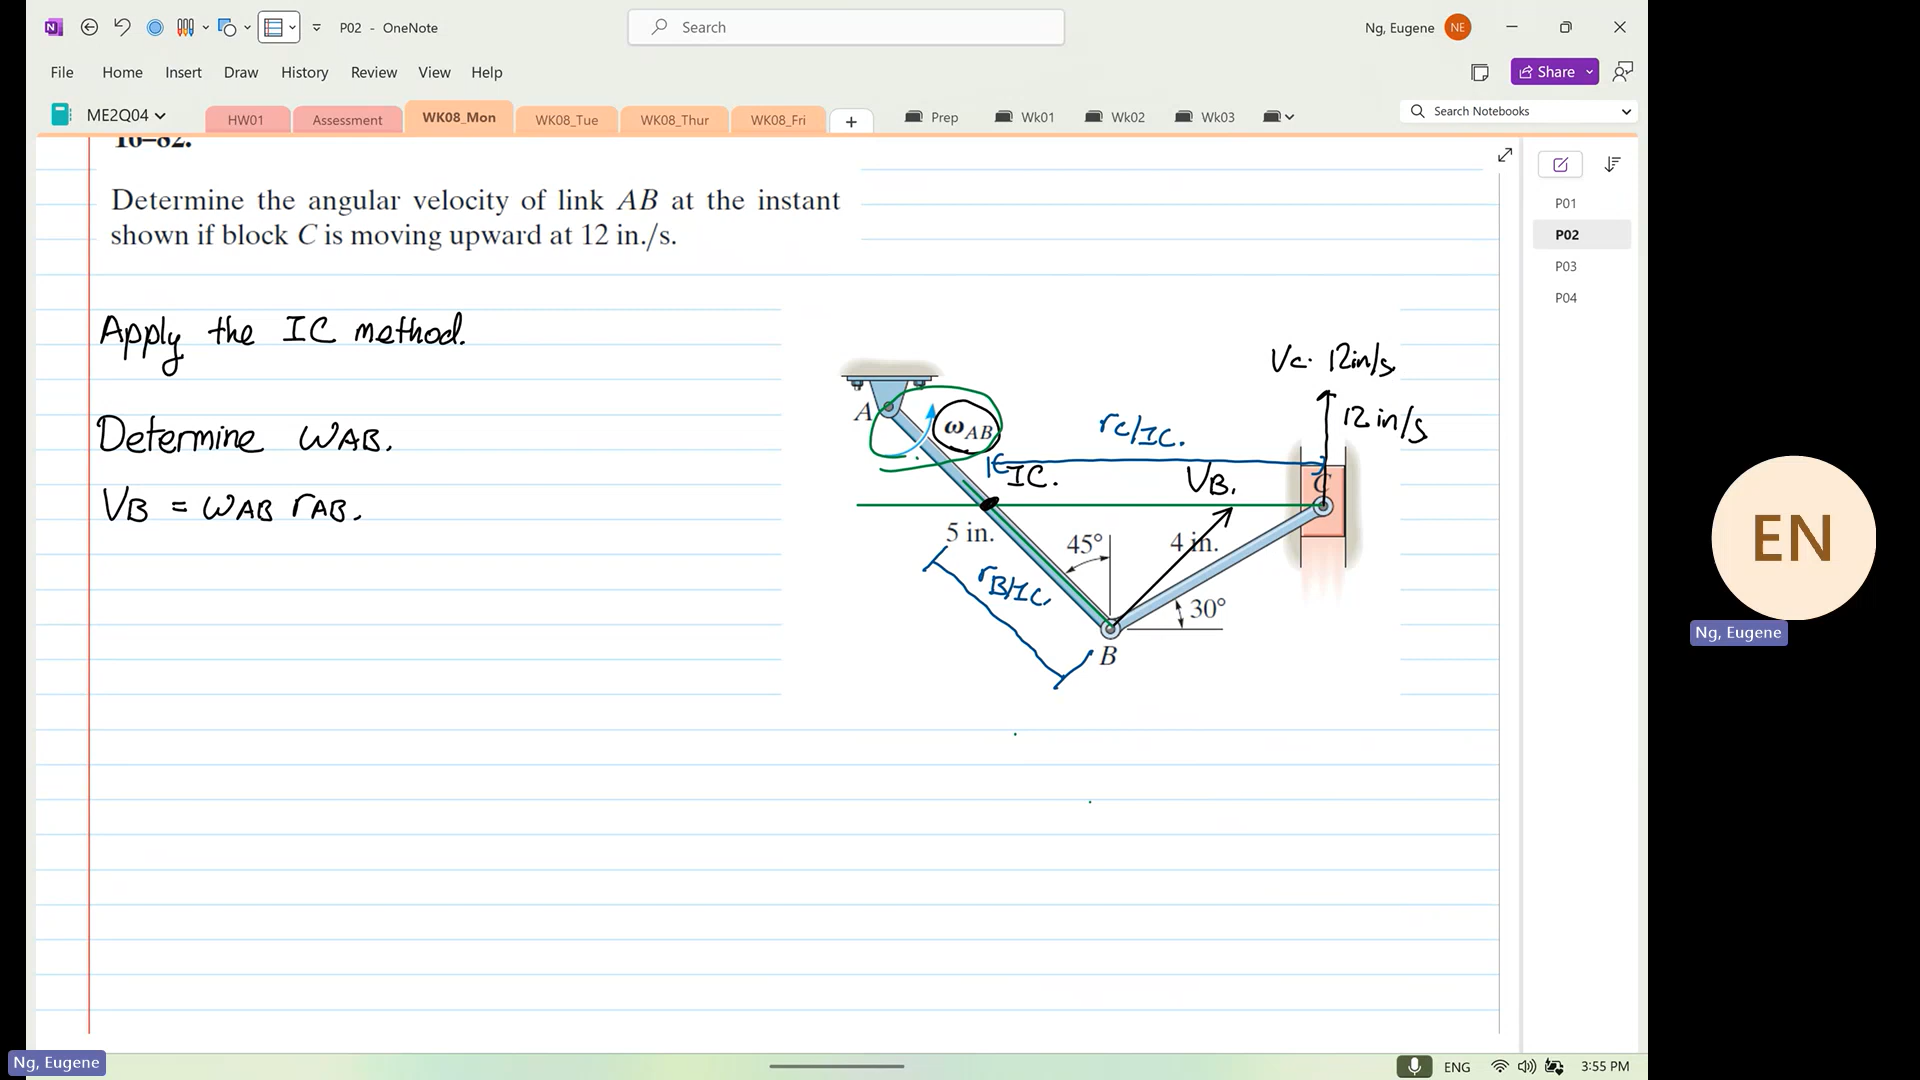 P02 - OneNote
Search
Ng, Eugene
NE
File Home Insert Draw History Review View Help
Share
ME2Q04
HW01 Assessment WK08_Mon WK08_Tue WK08_Thur WK08_Fri + Prep Wk01 Wk02 Wk03
Search Notebooks
P01
P02
P03
P04
16–82.
Determine the angular velocity of link AB at the instant
shown if block C is moving upward at 12 in./s.
Apply the IC method.
Determine ωAB.
VB = ωAB rAB.
Vc. 12in/s
12 in/s
A
ωAB
rC/IC.
IC.
VB.
C
5 in.
45°
4 in.
rB/IC.
30°
B
EN
Ng, Eugene
Ng, Eugene
ENG
3:55 PM